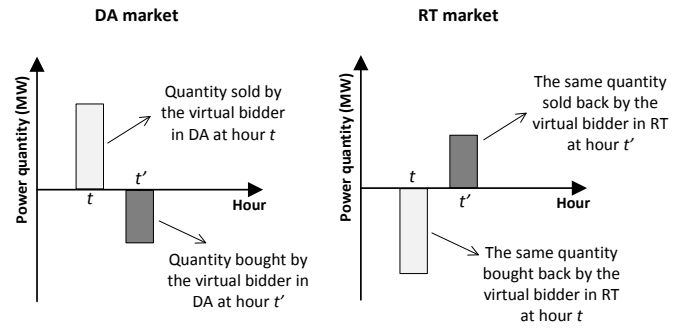 DA market
Power quantity (MW)
Quantity sold by
the virtual bidder
in DA at hour t
t
t’
Hour
Quantity bought by
the virtual bidder in
DA at hour t’
RT market
Power quantity (MW)
The same quantity
sold back by the
virtual bidder in RT
at hour t’
t
t’
Hour
The same quantity
bought back by the
virtual bidder in RT
at hour t